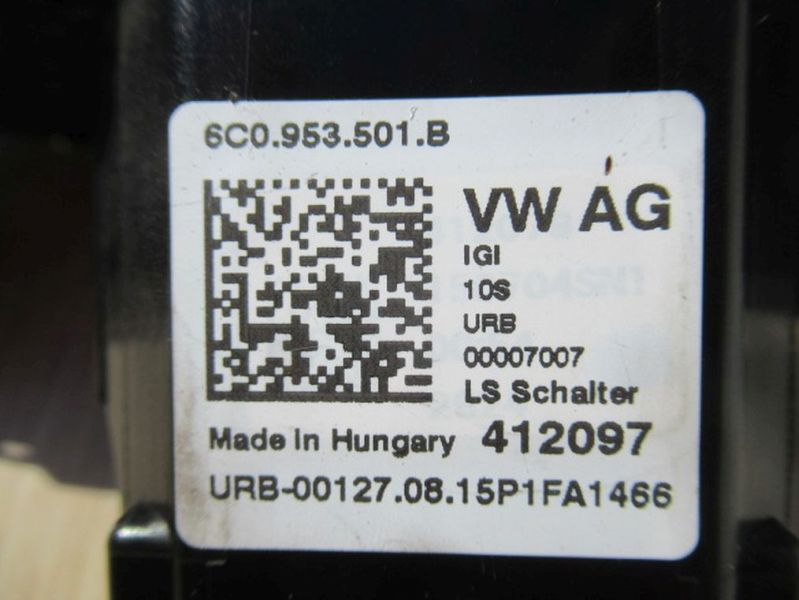 6C0.953.501.B
VW AG
IGI
10S
URB
00007007
LS Schalter
Made In Hungary 412097
URB-00127.08.15P1FA1466